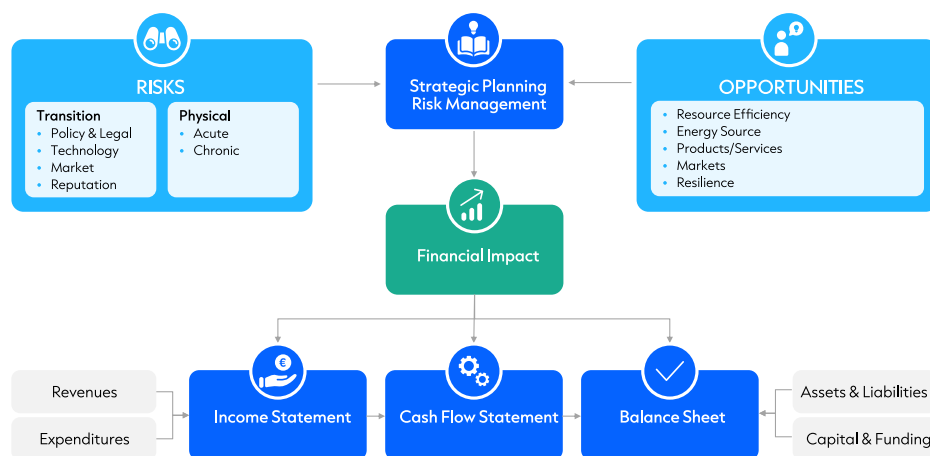 RISKS
Transition
• Policy & Legal
• Technology
• Market
• Reputation
Physical
• Acute
• Chronic
Strategic Planning
Risk Management
OPPORTUNITIES
• Resource Efficiency
• Energy Source
• Products/Services
• Markets
• Resilience
Financial Impact
Revenues
Expenditures
€
Income Statement
Cash Flow Statement
Balance Sheet
Assets & Liabilities
Capital & Funding